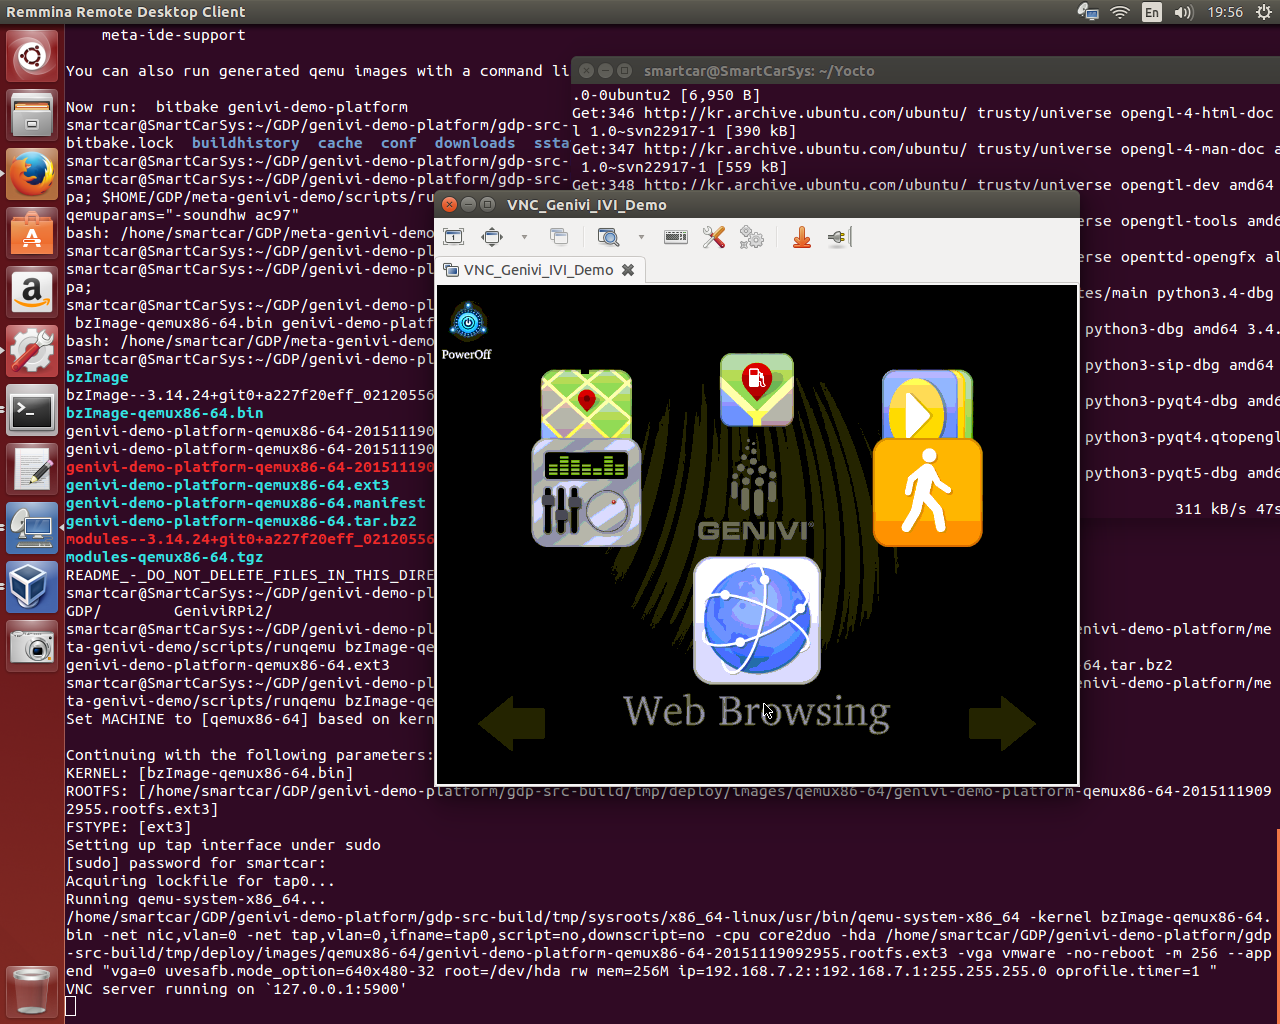 Remmina Remote Desktop Client
En
19:56
meta-ide-support
You can also run generated qemu images with a command li
Now run:  bitbake genivi-demo-platform
smartcar@SmartCarSys:~/GDP/genivi-demo-platform/gdp-src-
bitbake.lock  buildhistory  cache  conf  downloads  ssta
smartcar@SmartCarSys:~/GDP/genivi-demo-platform/gdp-src-
smartcar@SmartCarSys:~/GDP/genivi-demo-platform/gdp-src-
pa; $HOME/GDP/meta-genivi-demo/scripts/ru
qemuparams="-soundhw ac97"
bash: /home/smartcar/GDP/meta-genivi-demo
smartcar@SmartCarSys:~/GDP/genivi-demo-pl
smartcar@SmartCarSys:~/GDP/genivi-demo-pl
pa;
smartcar@SmartCarSys:~/GDP/genivi-demo-pl
bzImage-qemux86-64.bin genivi-demo-platf
bash: /home/smartcar/GDP/meta-genivi-demo
smartcar@SmartCarSys:~/GDP/genivi-demo-pl
bzImage
bzImage--3.14.24+git0+a227f20eff_02120556
bzImage-qemux86-64.bin
genivi-demo-platform-qemux86-64-201511190
genivi-demo-platform-qemux86-64-201511190
genivi-demo-platform-qemux86-64-201511190
genivi-demo-platform-qemux86-64.ext3
genivi-demo-platform-qemux86-64.manifest
genivi-demo-platform-qemux86-64.tar.bz2
modules--3.14.24+git0+a227f20eff_02120556
modules-qemux86-64.tgz
README_-_DO_NOT_DELETE_FILES_IN_THIS_DIRE
smartcar@SmartCarSys:~/GDP/genivi-demo-pl
GDP/        GeniviRPi2/
smartcar@SmartCarSys:~/GDP/genivi-demo-pl
enivi-demo-platform/me
ta-genivi-demo/scripts/runqemu bzImage-qe
genivi-demo-platform-qemux86-64.ext3
64.tar.bz2
smartcar@SmartCarSys:~/GDP/genivi-demo-pl
enivi-demo-platform/me
ta-genivi-demo/scripts/runqemu bzImage-qe
Set MACHINE to [qemux86-64] based on kern
Continuing with the following parameters:
KERNEL: [bzImage-qemux86-64.bin]
ROOTFS: [/home/smartcar/GDP/genivi-demo-platform/gdp-src-build/tmp/deploy/images/qemux86-64/genivi-demo-platform-qemux86-64-2015111909
2955.rootfs.ext3]
FSTYPE: [ext3]
Setting up tap interface under sudo
[sudo] password for smartcar:
Acquiring lockfile for tap0...
Running qemu-system-x86_64...
/home/smartcar/GDP/genivi-demo-platform/gdp-src-build/tmp/sysroots/x86_64-linux/usr/bin/qemu-system-x86_64 -kernel bzImage-qemux86-64.
bin -net nic,vlan=0 -net tap,vlan=0,ifname=tap0,script=no,downscript=no -cpu core2duo -hda /home/smartcar/GDP/genivi-demo-platform/gdp
-src-build/tmp/deploy/images/qemux86-64/genivi-demo-platform-qemux86-64-20151119092955.rootfs.ext3 -vga vmware -no-reboot -m 256 --app
end "vga=0 uvesafb.mode_option=640x480-32 root=/dev/hda rw mem=256M ip=192.168.7.2::192.168.7.1:255.255.255.0 oprofile.timer=1 "
VNC server running on `127.0.0.1:5900'
smartcar@SmartCarSys: ~/Yocto
.0-0ubuntu2 [6,950 B]
Get:346 http://kr.archive.ubuntu.com/ubuntu/ trusty/universe opengl-4-html-doc
l 1.0~svn22917-1 [390 kB]
Get:347 http://kr.archive.ubuntu.com/ubuntu/ trusty/universe opengl-4-man-doc a
1.0~svn22917-1 [559 kB]
Get:348 http://kr.archive.ubuntu.com/ubuntu/ trusty/universe opengtl-dev amd64
erse opengtl-tools amd6
erse openttd-opengfx al
es/main python3.4-dbg
python3-dbg amd64 3.4.
python3-sip-dbg amd64
python3-pyqt4-dbg amd6
python3-pyqt4.qtopengl
python3-pyqt5-dbg amd6
311 kB/s 47s
VNC_Genivi_IVI_Demo
VNC_Genivi_IVI_Demo
PowerOff
GENIVI
Web Browsing